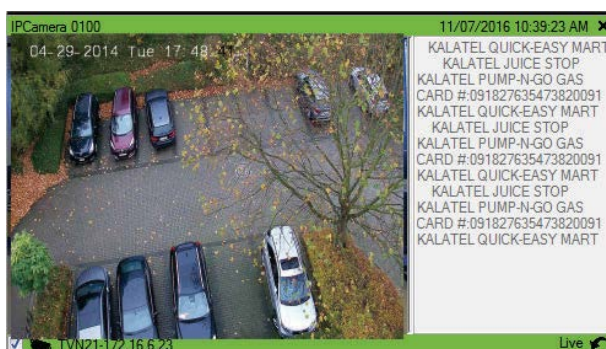 IPCamera 0100
11/07/2016 10:39:23 AM
04-29-2014 Tue 17:48
KALATEL QUICK-EASY MART
KALATEL JUICE STOP
KALATEL PUMP-N-GO GAS
CARD #:091827635473820091
KALATEL QUICK-EASY MART
KALATEL JUICE STOP
KALATEL PUMP-N-GO GAS
CARD #:091827635473820091
KALATEL QUICK-EASY MART
KALATEL JUICE STOP
KALATEL PUMP-N-GO GAS
CARD #:091827635473820091
KALATEL QUICK-EASY MART
TVN21-172.16.6.23
Live